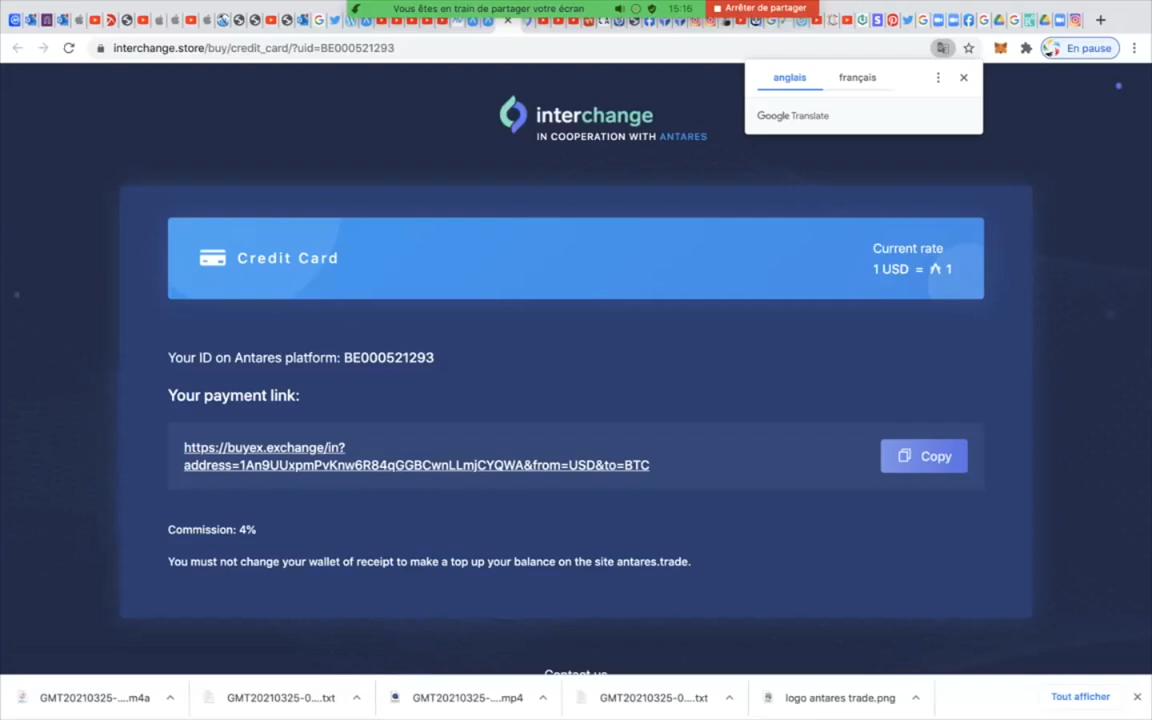 Vous êtes en train de partager votre écran
15:16
Arrêter de partager
interchange.store/buy/credit_card/?uid=BE000521293
En pause
anglais
français
Google Translate
interchange
IN COOPERATION WITH ANTARES
Credit Card
Current rate
1 USD = 1
Your ID on Antares platform: BE000521293
Your payment link:
https://buyex.exchange/in?
address=1An9UUxpmPvKnw6R84qGGBCwnLLmjCYQWA&from=USD&to=BTC
Copy
Commission: 4%
You must not change your wallet of receipt to make a top up your balance on the site antares.trade.
Contact us
GMT20210325-....m4a
GMT20210325-0....txt
GMT20210325-....mp4
GMT20210325-0....txt
logo antares trade.png
Tout afficher